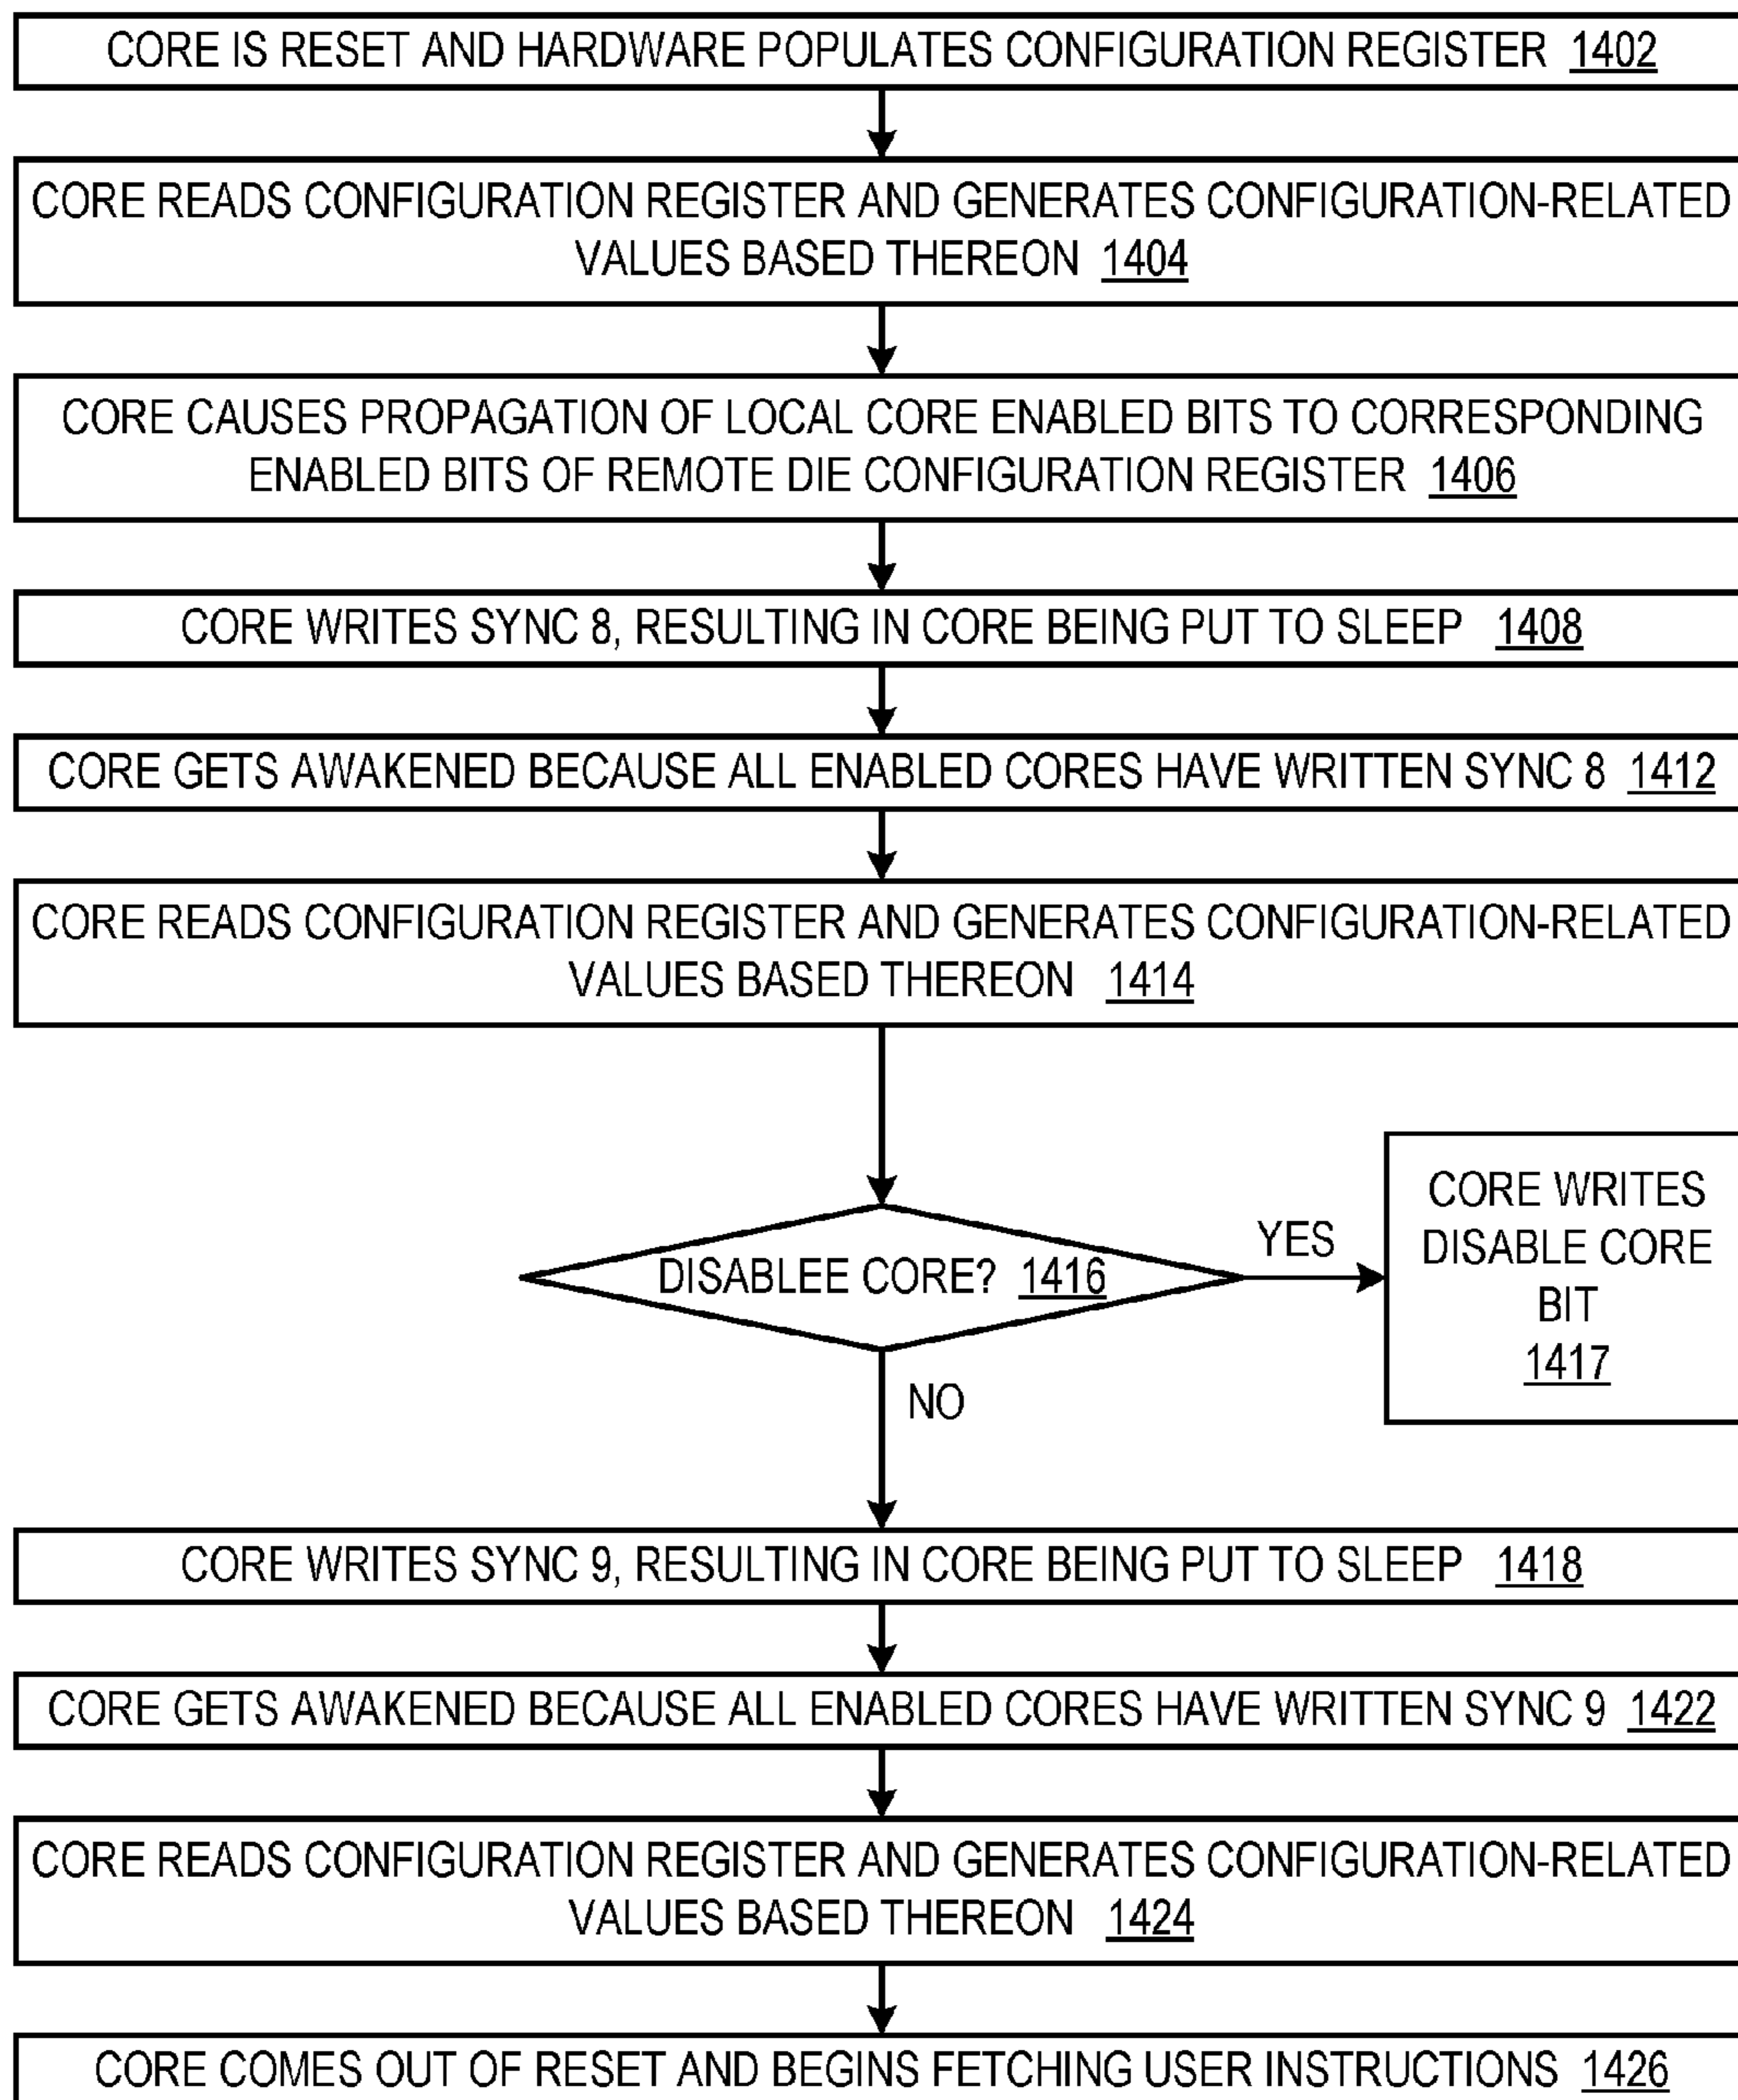 CORE IS RESET AND HARDWARE POPULATES CONFIGURATION REGISTER 1402
CORE READS CONFIGURATION REGISTER AND GENERATES CONFIGURATION-RELATED
VALUES BASED THEREON 1404
CORE CAUSES PROPAGATION OF LOCAL CORE ENABLED BITS TO CORRESPONDING
ENABLED BITS OF REMOTE DIE CONFIGURATION REGISTER 1406
CORE WRITES SYNC 8, RESULTING IN CORE BEING PUT TO SLEEP 1408
CORE GETS AWAKENED BECAUSE ALL ENABLED CORES HAVE WRITTEN SYNC 8 1412
CORE READS CONFIGURATION REGISTER AND GENERATES CONFIGURATION-RELATED
VALUES BASED THEREON 1414
DISABLEE CORE? 1416
YES
CORE WRITES
DISABLE CORE
BIT
1417
NO
CORE WRITES SYNC 9, RESULTING IN CORE BEING PUT TO SLEEP 1418
CORE GETS AWAKENED BECAUSE ALL ENABLED CORES HAVE WRITTEN SYNC 9 1422
CORE READS CONFIGURATION REGISTER AND GENERATES CONFIGURATION-RELATED
VALUES BASED THEREON 1424
CORE COMES OUT OF RESET AND BEGINS FETCHING USER INSTRUCTIONS 1426